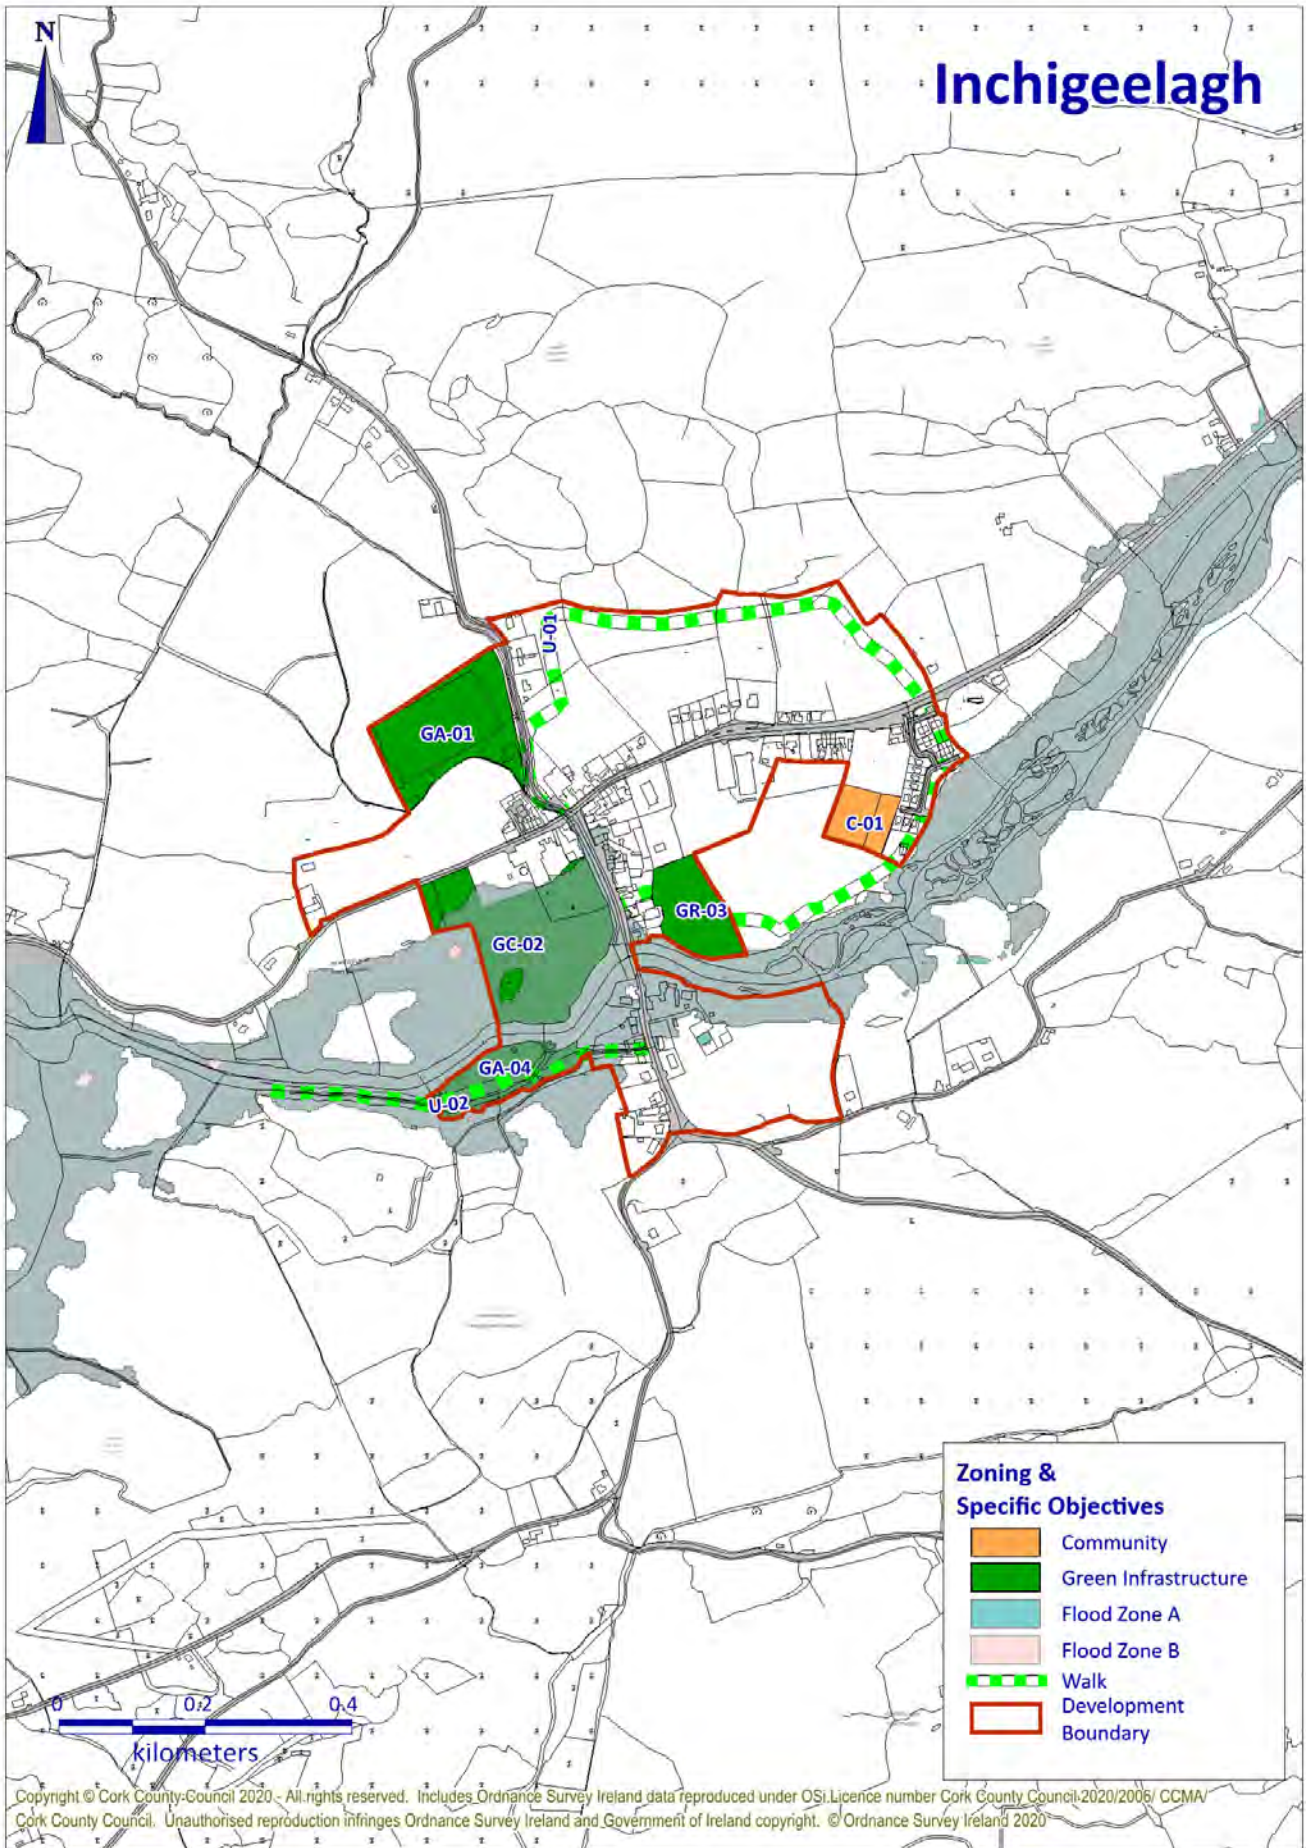 N
Inchigeelagh
U-01
GA-01
C-01
GR-03
GC-02
GA-04
U-02
Zoning &
Specific Objectives
Community
Green Infrastructure
Flood Zone A
Flood Zone B
Walk
Development
Boundary
0 0.2 0.4
kilometers
Copyright © Cork County Council 2020 - All rights reserved. Includes Ordnance Survey Ireland data reproduced under OSi Licence number Cork County Council 2020/2006/ CCMA/
Cork County Council. Unauthorised reproduction infringes Ordnance Survey Ireland and Government of Ireland copyright. © Ordnance Survey Ireland 2020